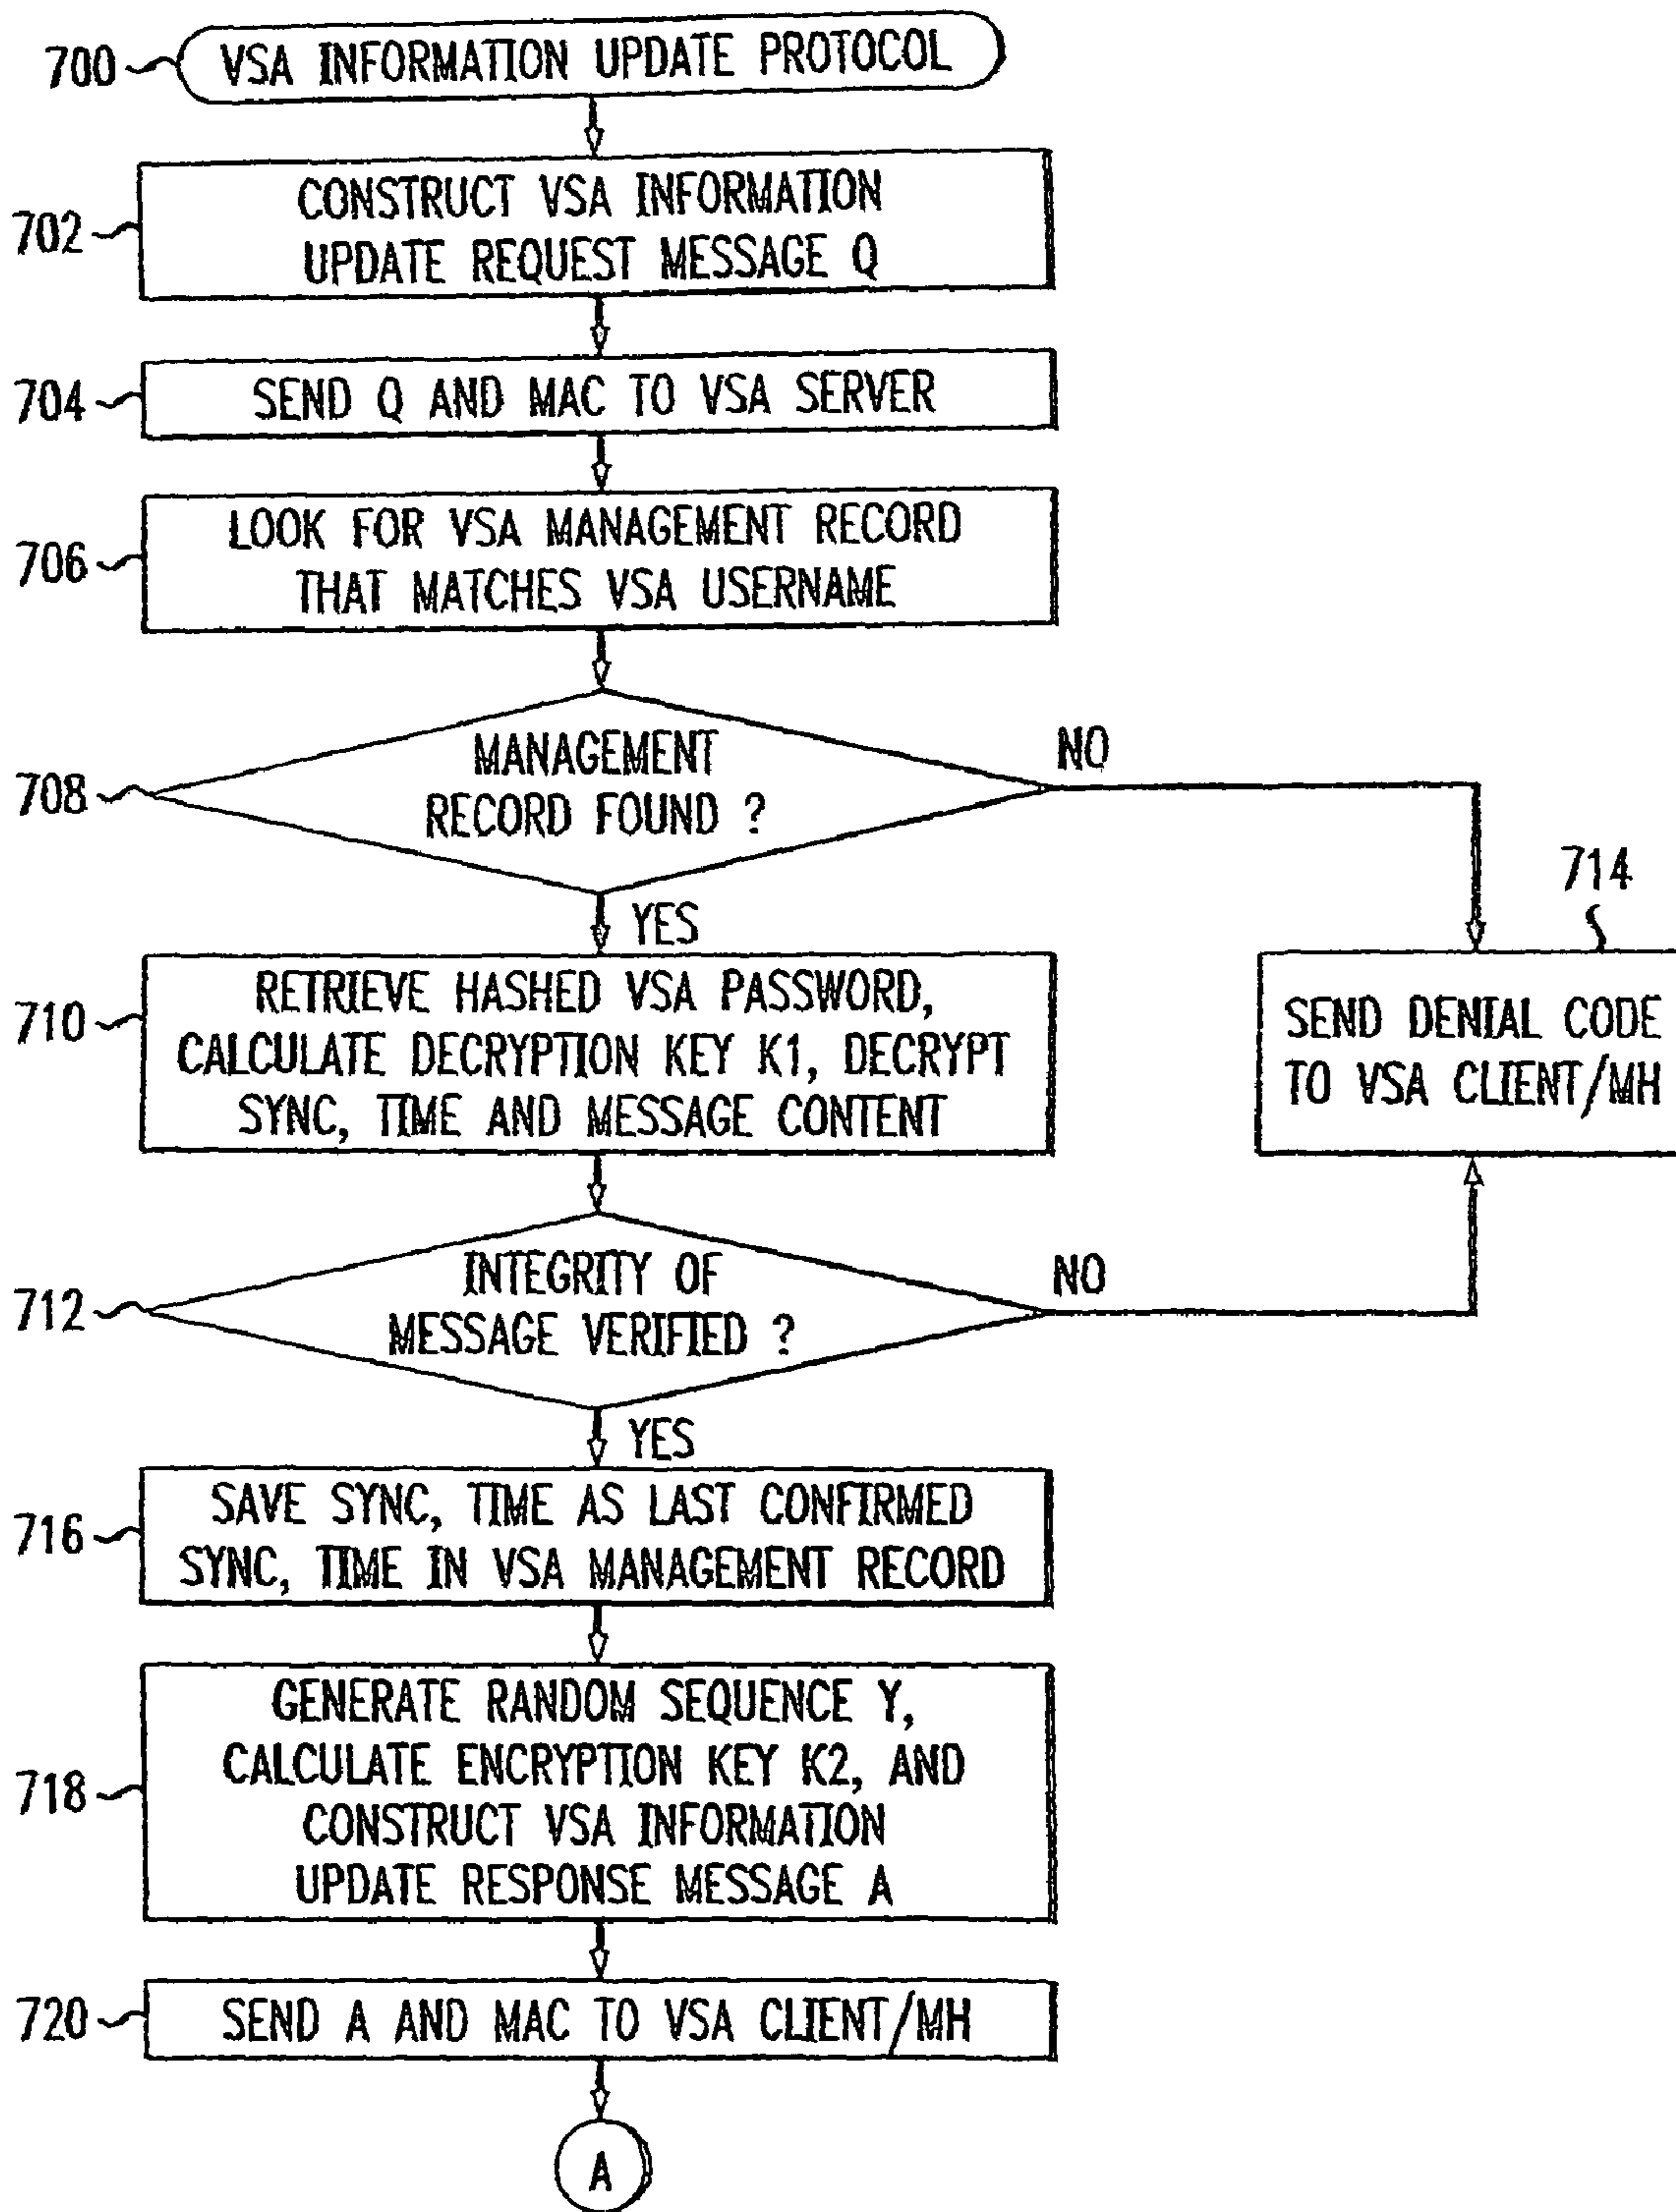 700 VSA INFORMATION UPDATE PROTOCOL
702 CONSTRUCT VSA INFORMATION
UPDATE REQUEST MESSAGE Q
704 SEND Q AND MAC TO VSA SERVER
706 LOOK FOR VSA MANAGEMENT RECORD
THAT MATCHES VSA USERNAME
708 MANAGEMENT
RECORD FOUND ?
NO
YES
710 RETRIEVE HASHED VSA PASSWORD,
CALCULATE DECRYPTION KEY K1, DECRYPT
SYNC, TIME AND MESSAGE CONTENT
714
SEND DENIAL CODE
TO VSA CLIENT/MH
712 INTEGRITY OF
MESSAGE VERIFIED ?
NO
YES
716 SAVE SYNC, TIME AS LAST CONFIRMED
SYNC, TIME IN VSA MANAGEMENT RECORD
718 GENERATE RANDOM SEQUENCE Y,
CALCULATE ENCRYPTION KEY K2, AND
CONSTRUCT VSA INFORMATION
UPDATE RESPONSE MESSAGE A
720 SEND A AND MAC TO VSA CLIENT/MH
A